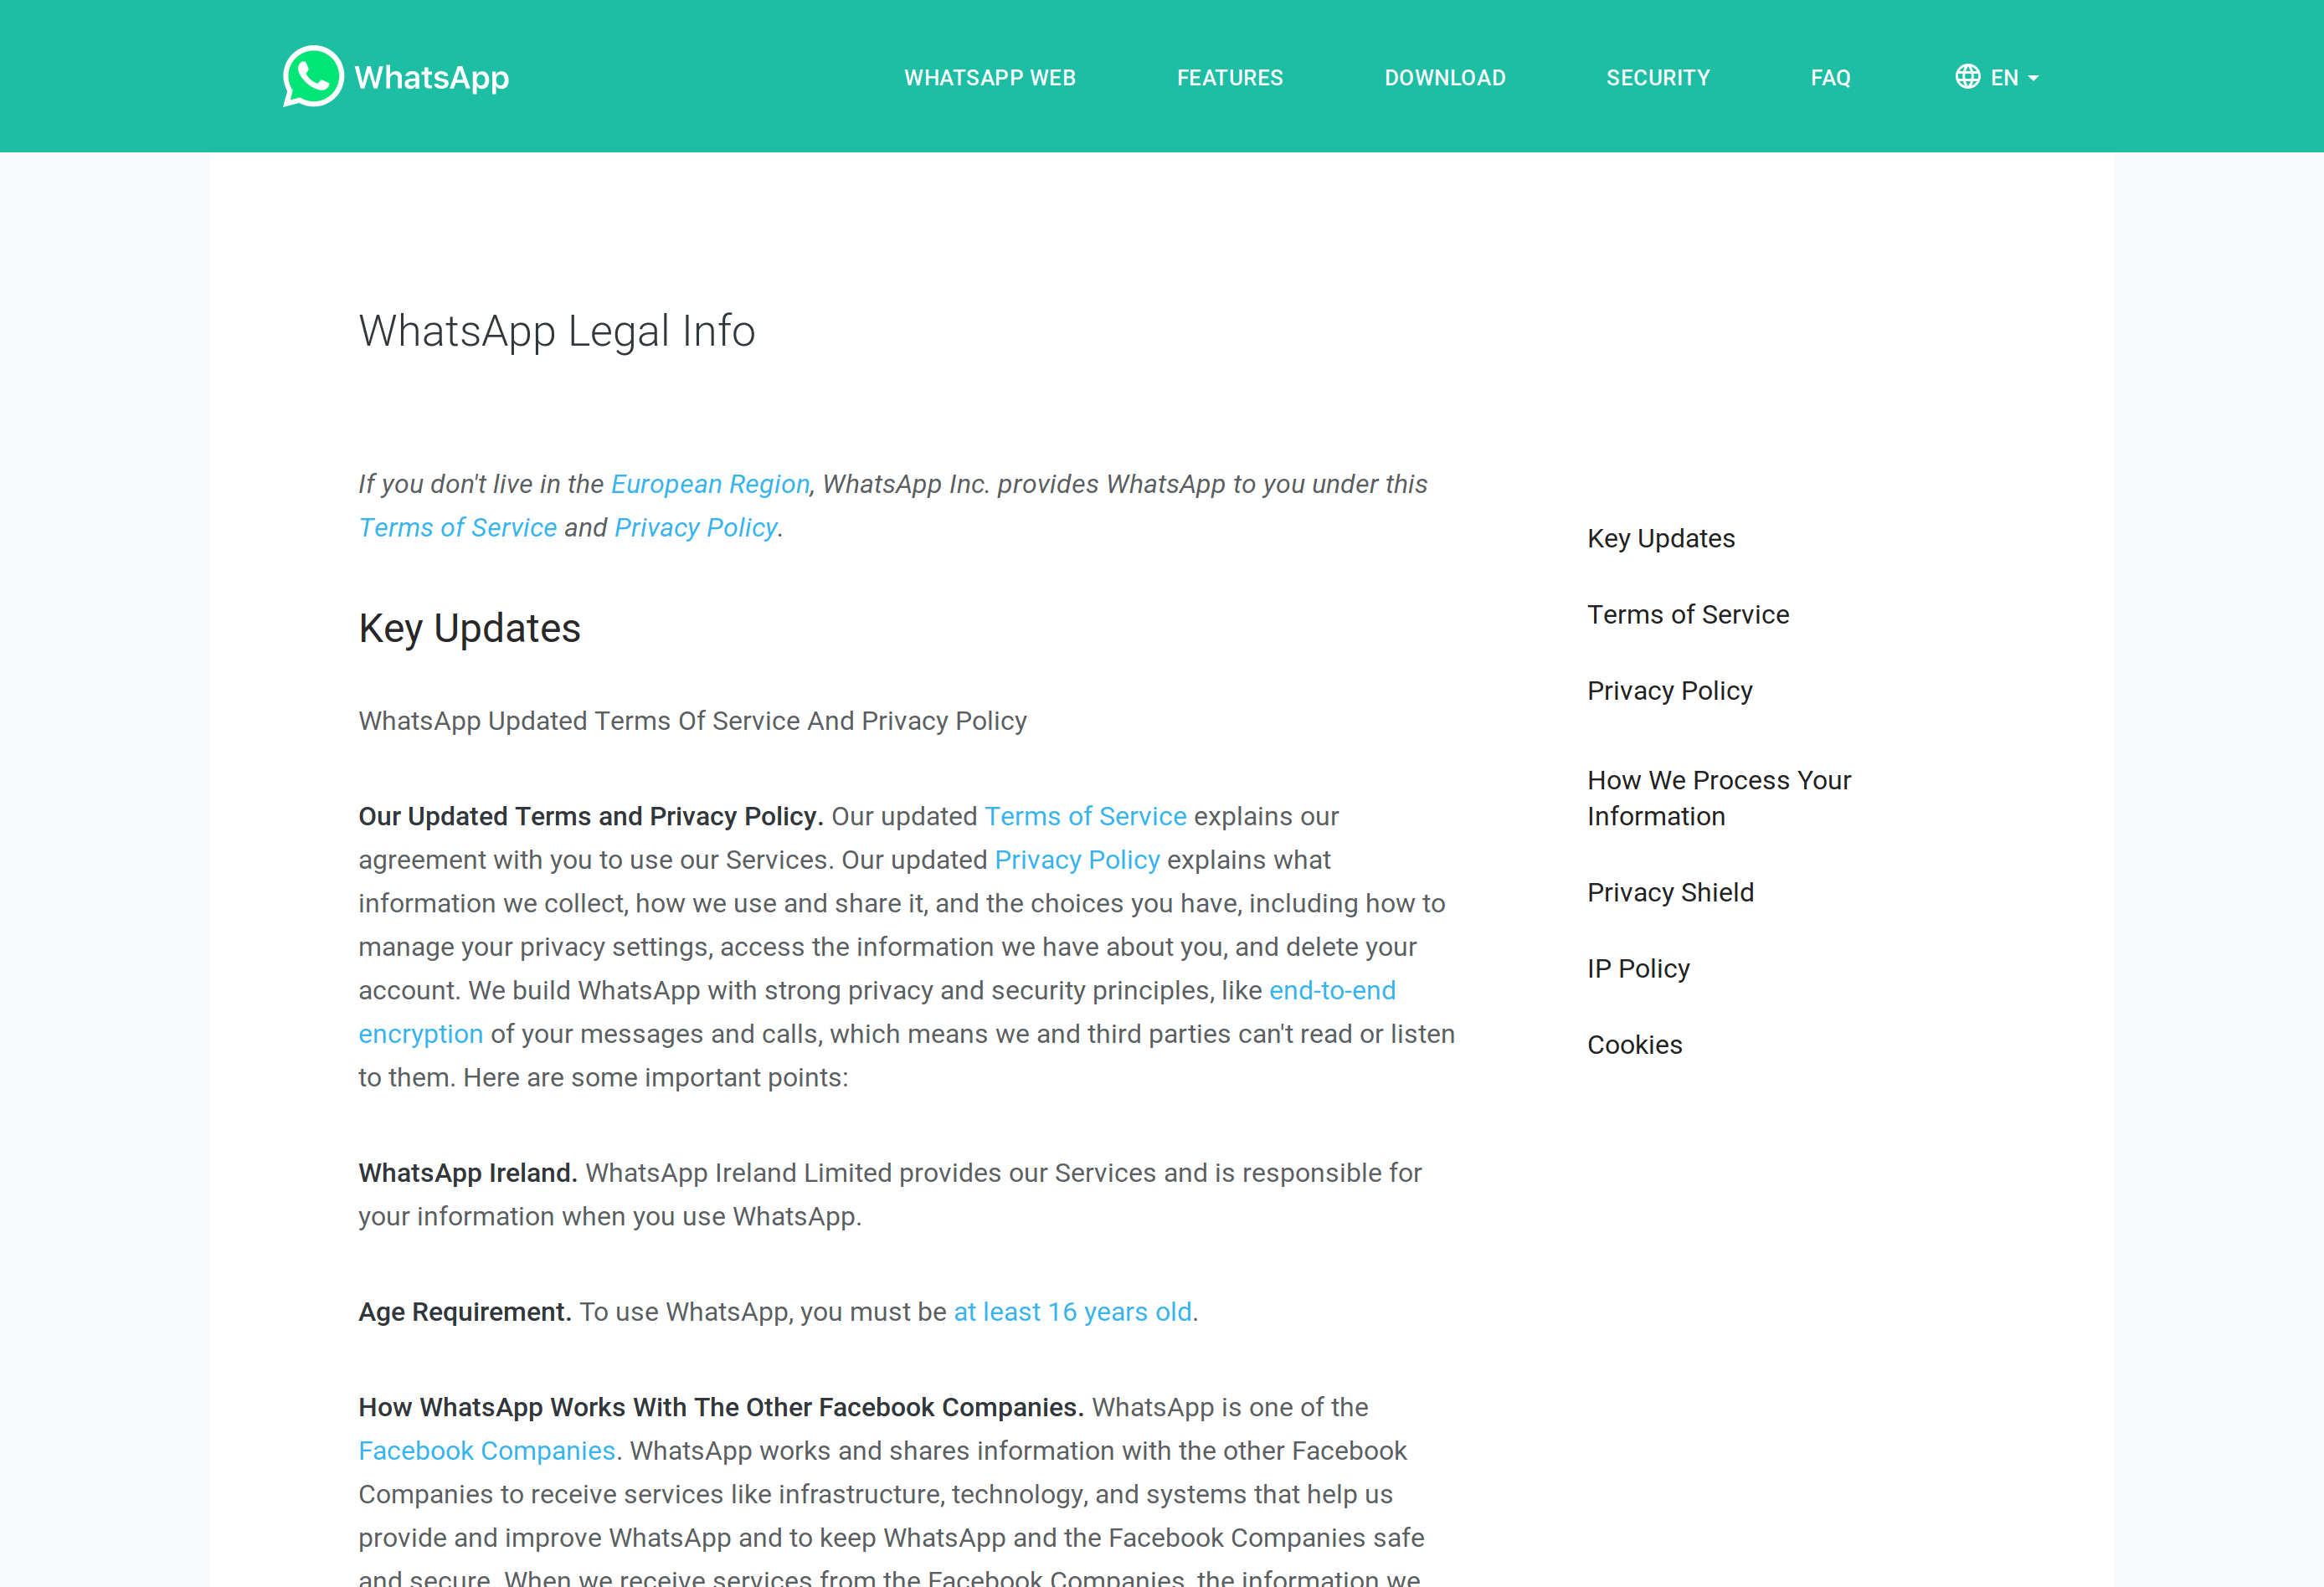 WhatsApp
WHATSAPP WEB
FEATURES
DOWNLOAD
SECURITY
FAQ
EN
WhatsApp Legal Info
If you don't live in the European Region, WhatsApp Inc. provides WhatsApp to you under this
Terms of Service and Privacy Policy.
Key Updates
WhatsApp Updated Terms Of Service And Privacy Policy
Our Updated Terms and Privacy Policy. Our updated Terms of Service explains our
agreement with you to use our Services. Our updated Privacy Policy explains what
information we collect, how we use and share it, and the choices you have, including how to
manage your privacy settings, access the information we have about you, and delete your
account. We build WhatsApp with strong privacy and security principles, like end-to-end
encryption of your messages and calls, which means we and third parties can't read or listen
to them. Here are some important points:
WhatsApp Ireland. WhatsApp Ireland Limited provides our Services and is responsible for
your information when you use WhatsApp.
Age Requirement. To use WhatsApp, you must be at least 16 years old.
How WhatsApp Works With The Other Facebook Companies. WhatsApp is one of the
Facebook Companies. WhatsApp works and shares information with the other Facebook
Companies to receive services like infrastructure, technology, and systems that help us
provide and improve WhatsApp and to keep WhatsApp and the Facebook Companies safe
and secure. When we receive services from the Facebook Companies, the information we
Key Updates
Terms of Service
Privacy Policy
How We Process Your
Information
Privacy Shield
IP Policy
Cookies